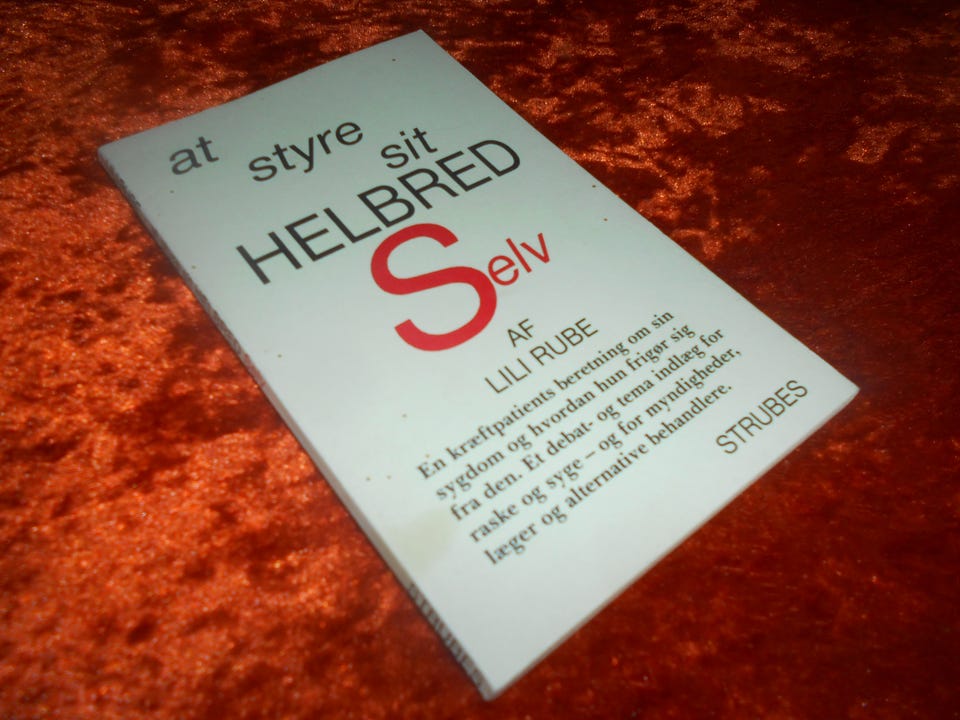 at styre sit
HELBRED
Selv
AF
LILI RUBE
En kræftpatients beretning om sin
sygdom og hvordan hun frigør sig
fra den. Et debat- og tema indlæg for
raske og syge – og for myndigheder,
læger og alternative behandlere.
STRUBES